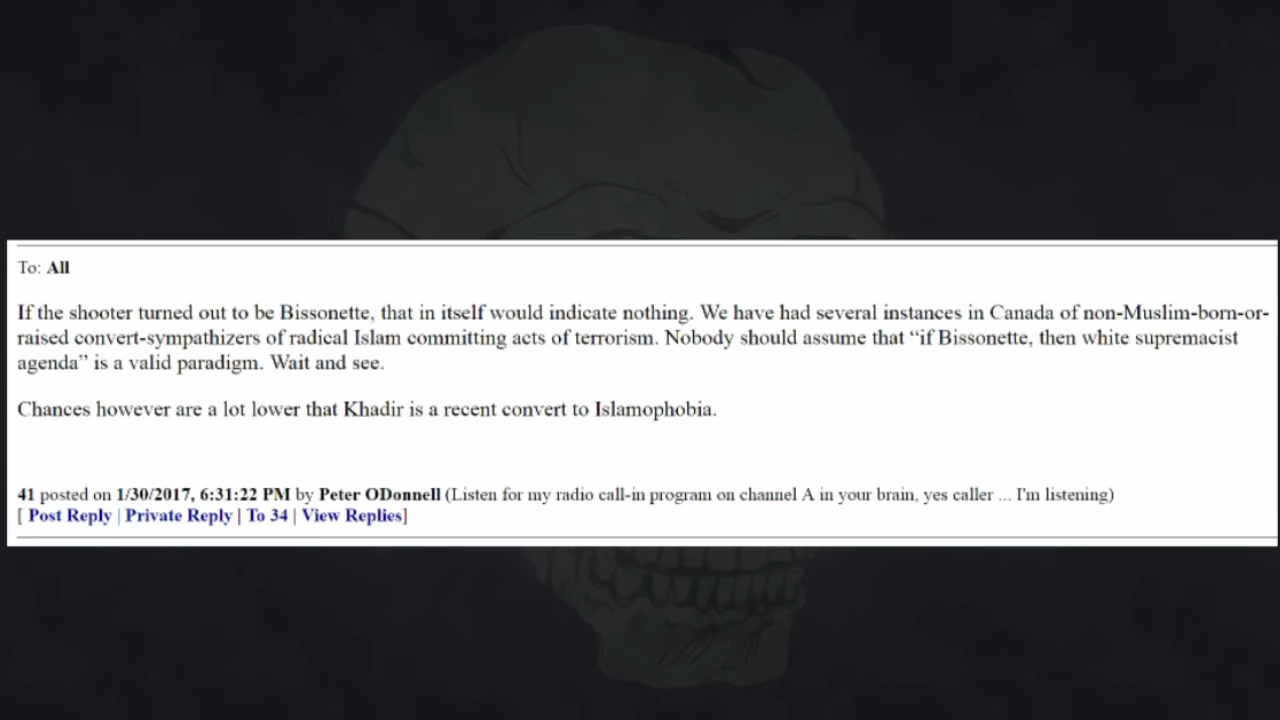 To: All
If the shooter turned out to be Bissonette, that in itself would indicate nothing. We have had several instances in Canada of non-Muslim-born-or-
raised convert-sympathizers of radical Islam committing acts of terrorism. Nobody should assume that “if Bissonette, then white supremacist
agenda” is a valid paradigm. Wait and see.
Chances however are a lot lower that Khadir is a recent convert to Islamophobia.
41 posted on 1/30/2017, 6:31:22 PM by Peter ODonnell (Listen for my radio call-in program on channel A in your brain, yes caller ... I'm listening)
[ Post Reply | Private Reply | To 34 | View Replies]